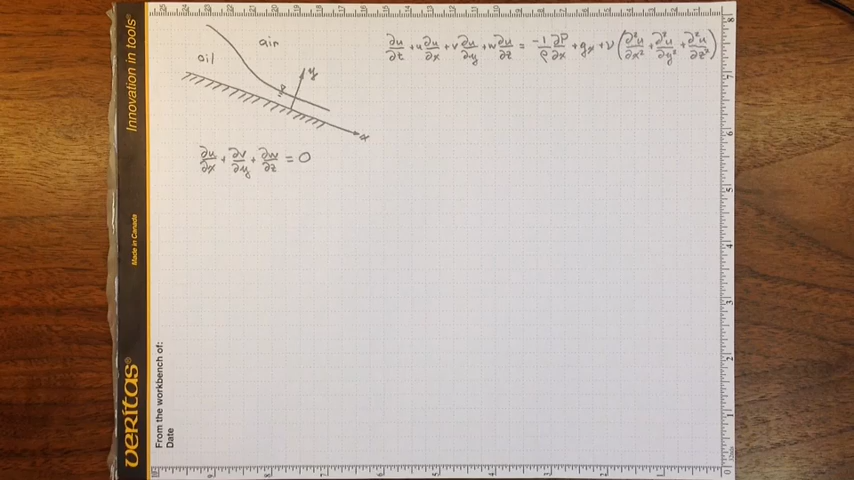 air
oil
y
x
∂u/∂t + u ∂u/∂x + v ∂u/∂y + w ∂u/∂z = -1/ρ ∂P/∂x + gx + ν(∂²u/∂x² + ∂²u/∂y² + ∂²u/∂z²)
∂u/∂x + ∂v/∂y + ∂w/∂z = 0
veritas®
Made in Canada
Innovation in tools™
From the workbench of:
Date